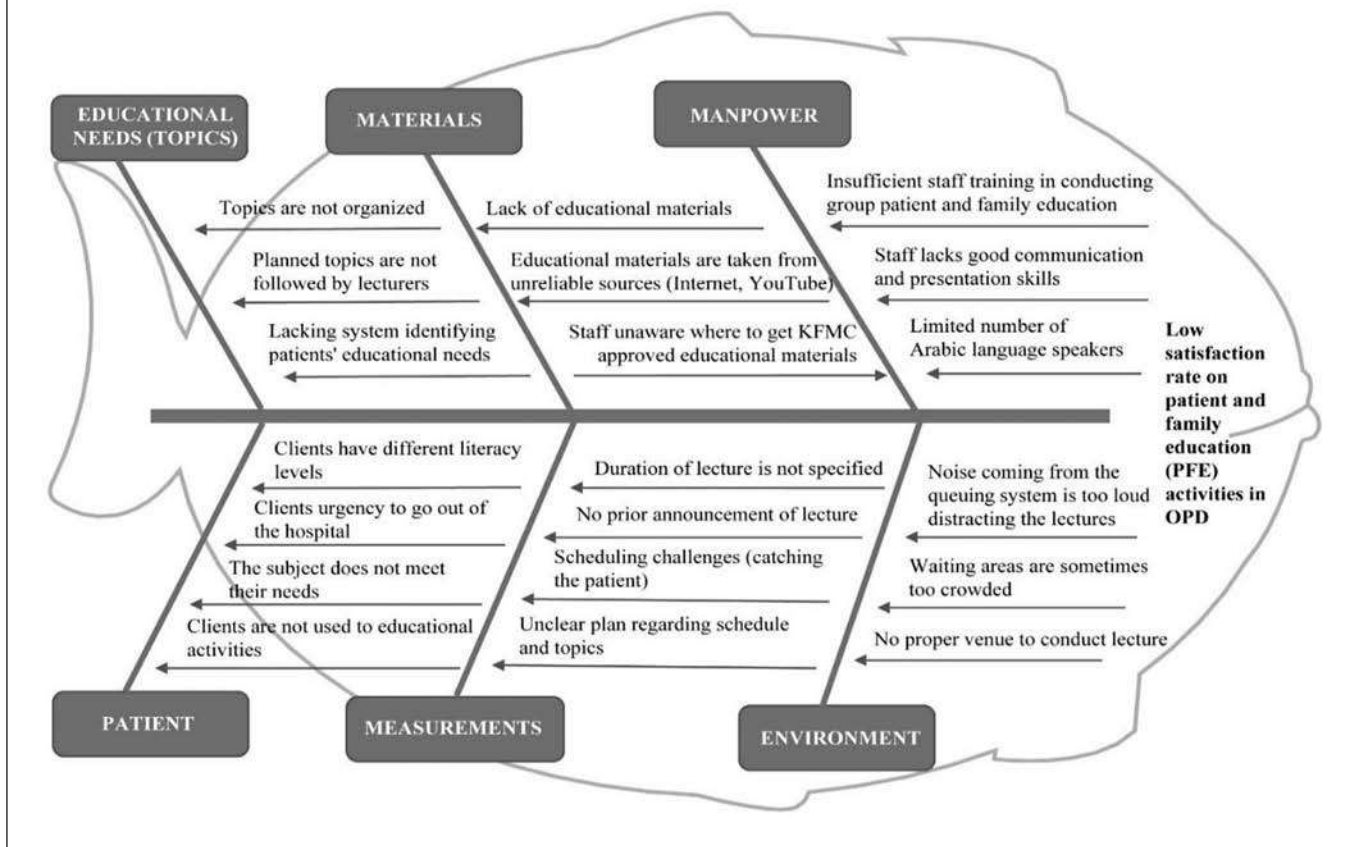 EDUCATIONAL
NEEDS (TOPICS)
MATERIALS
MANPOWER
Topics are not organized
Planned topics are not
followed by lecturers
Lacking system identifying
patients' educational needs
Lack of educational materials
Educational materials are taken from
unreliable sources (Internet, YouTube)
Staff unaware where to get KFMC
approved educational materials
Insufficient staff training in conducting
group patient and family education
Staff lacks good communication
and presentation skills
Limited number of
Arabic language speakers
Low
satisfaction
rate on
patient and
family
education
(PFE)
activities in
OPD
Clients have different literacy
levels
Clients urgency to go out of
the hospital
The subject does not meet
their needs
Clients are not used to educational
activities
Duration of lecture is not specified
No prior announcement of lecture
Scheduling challenges (catching
the patient)
Unclear plan regarding schedule
and topics
Noise coming from the
queuing system is too loud
distracting the lectures
Waiting areas are sometimes
too crowded
No proper venue to conduct lecture
PATIENT
MEASUREMENTS
ENVIRONMENT